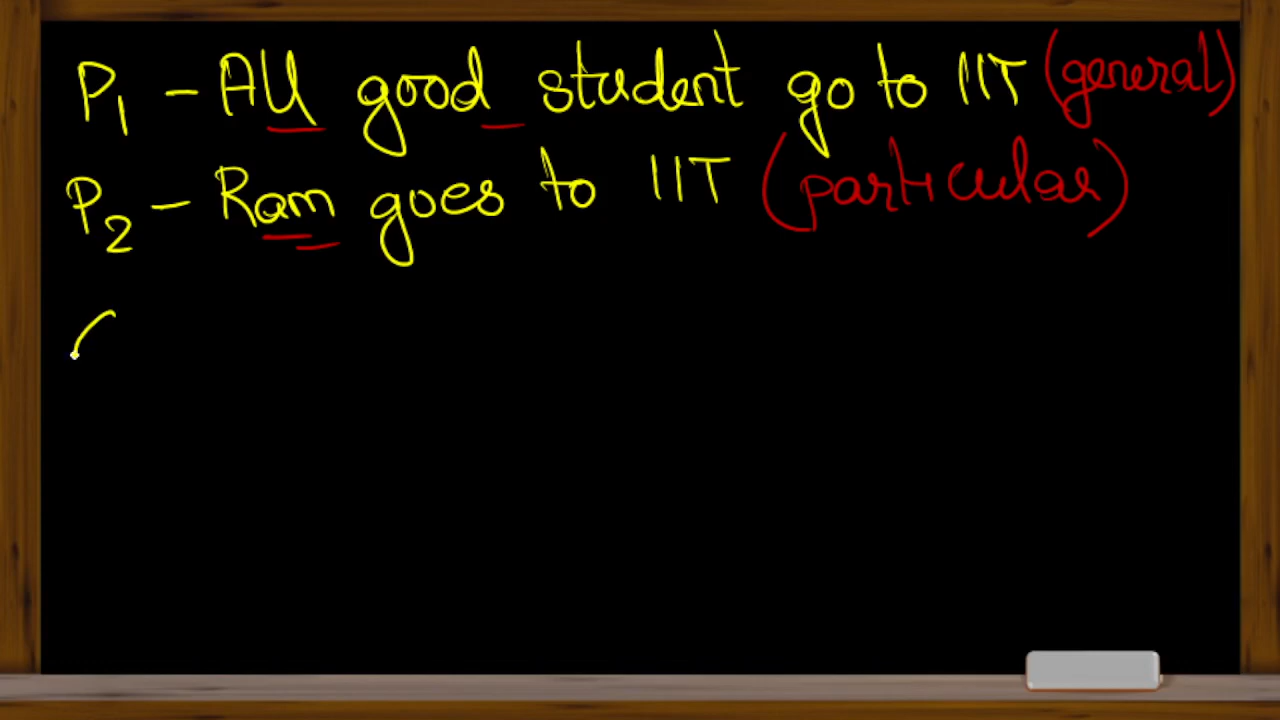 P1 - All good student go to IIT (general)
P2 - Ram goes to IIT (particular)